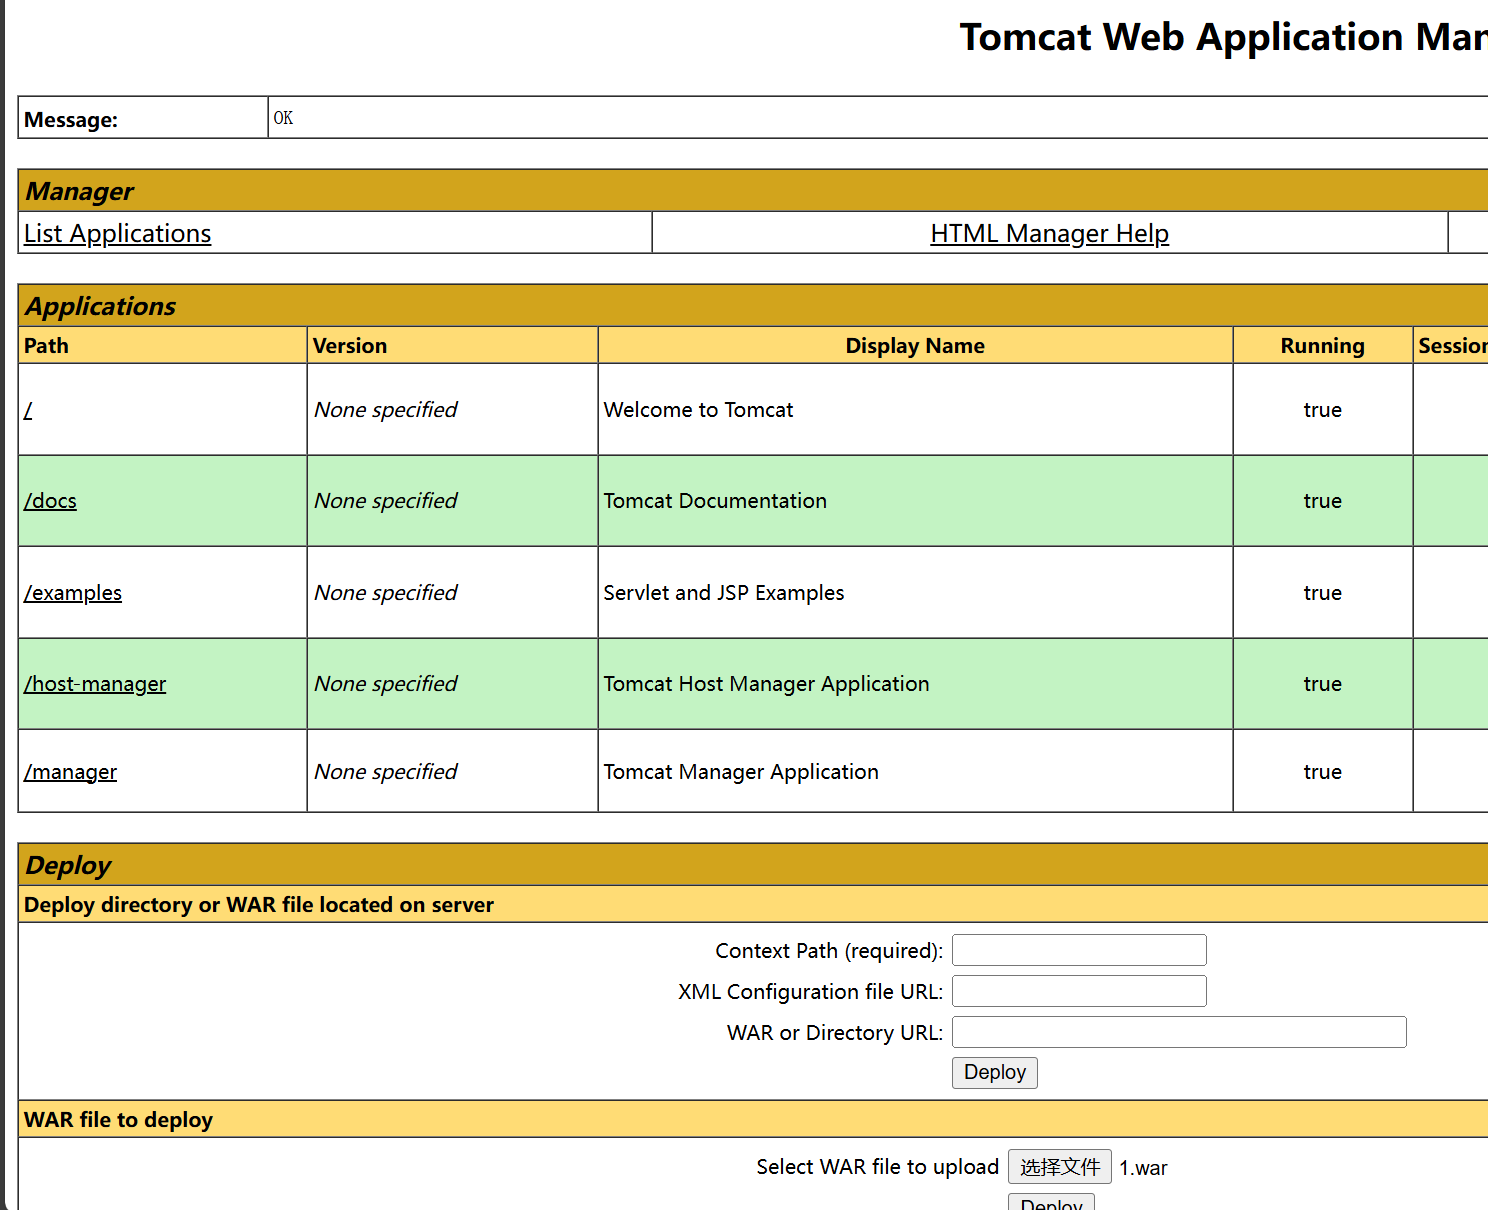 Tomcat Web Application Man
Message: OK
Manager
List Applications HTML Manager Help
Applications
Path Version Display Name Running Session
/ None specified Welcome to Tomcat true
/docs None specified Tomcat Documentation true
/examples None specified Servlet and JSP Examples true
/host-manager None specified Tomcat Host Manager Application true
/manager None specified Tomcat Manager Application true
Deploy
Deploy directory or WAR file located on server
Context Path (required):
XML Configuration file URL:
WAR or Directory URL:
Deploy
WAR file to deploy
Select WAR file to upload 选择文件 1.war
Deploy